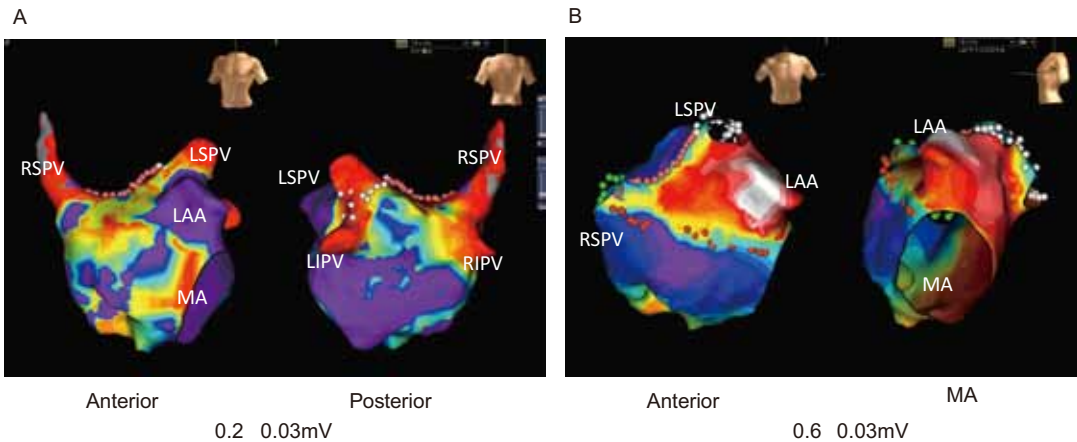 A
B
RSPV
LSPV
LAA
MA
LSPV
RSPV
LIPV
RIPV
LSPV
LAA
RSPV
LAA
MA
Anterior
Posterior
0.2 0.03mV
Anterior
MA
0.6 0.03mV